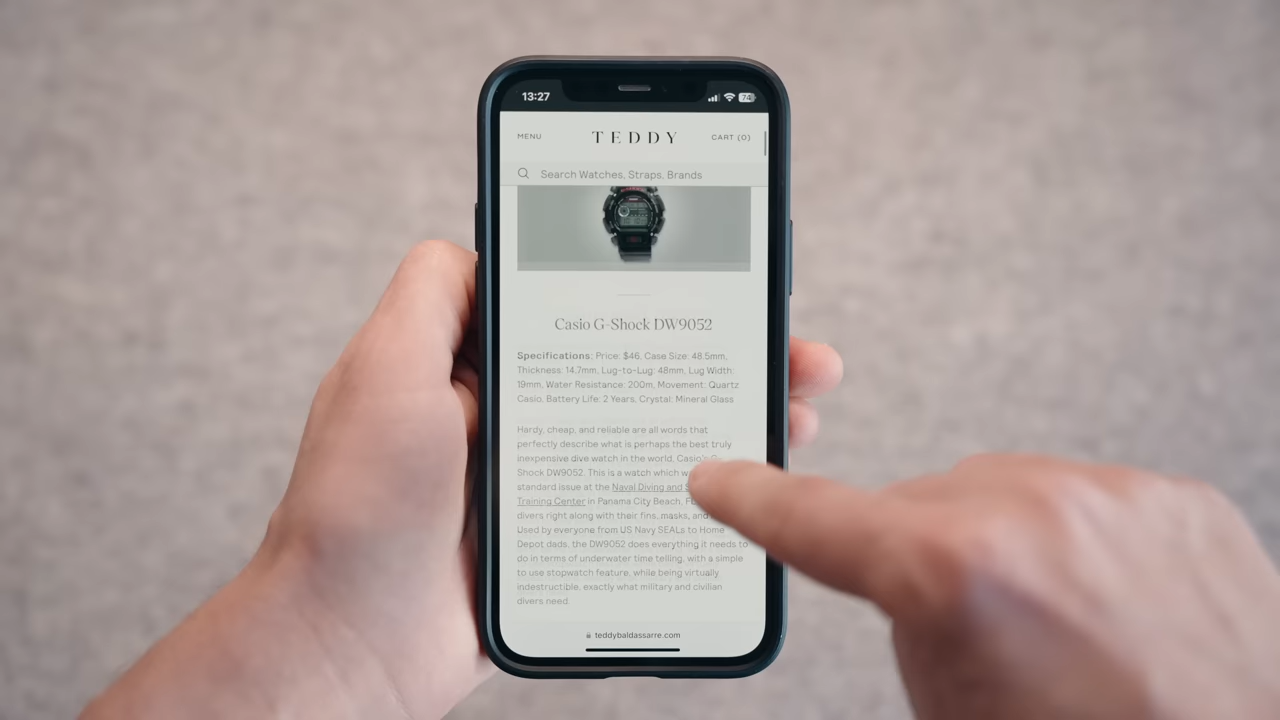 13:27
74
MENU
TEDDY
CART (0)
Search Watches, Straps, Brands
Casio G-Shock DW9052
Specifications: Price: $46, Case Size: 48.5mm,
Thickness: 14.7mm, Lug-to-Lug: 48mm, Lug Width:
19mm, Water Resistance: 200m, Movement: Quartz
Casio, Battery Life: 2 Years, Crystal: Mineral Glass
Hardy, cheap, and reliable are all words that
perfectly describe what is perhaps the best truly
inexpensive dive watch in the world, Casio's G-
Shock DW9052. This is a watch which
standard issue at the Naval Diving and
Training Center in Panama City Beach,
divers right along with their fins, masks, and
Used by everyone from US Navy SEALs to Home
Depot dads, the DW9052 does everything it needs to
do in terms of underwater time telling, with a simple
to use stopwatch feature, while being virtually
indestructible, exactly what military and civilian
divers need.
teddybaldassarre.com